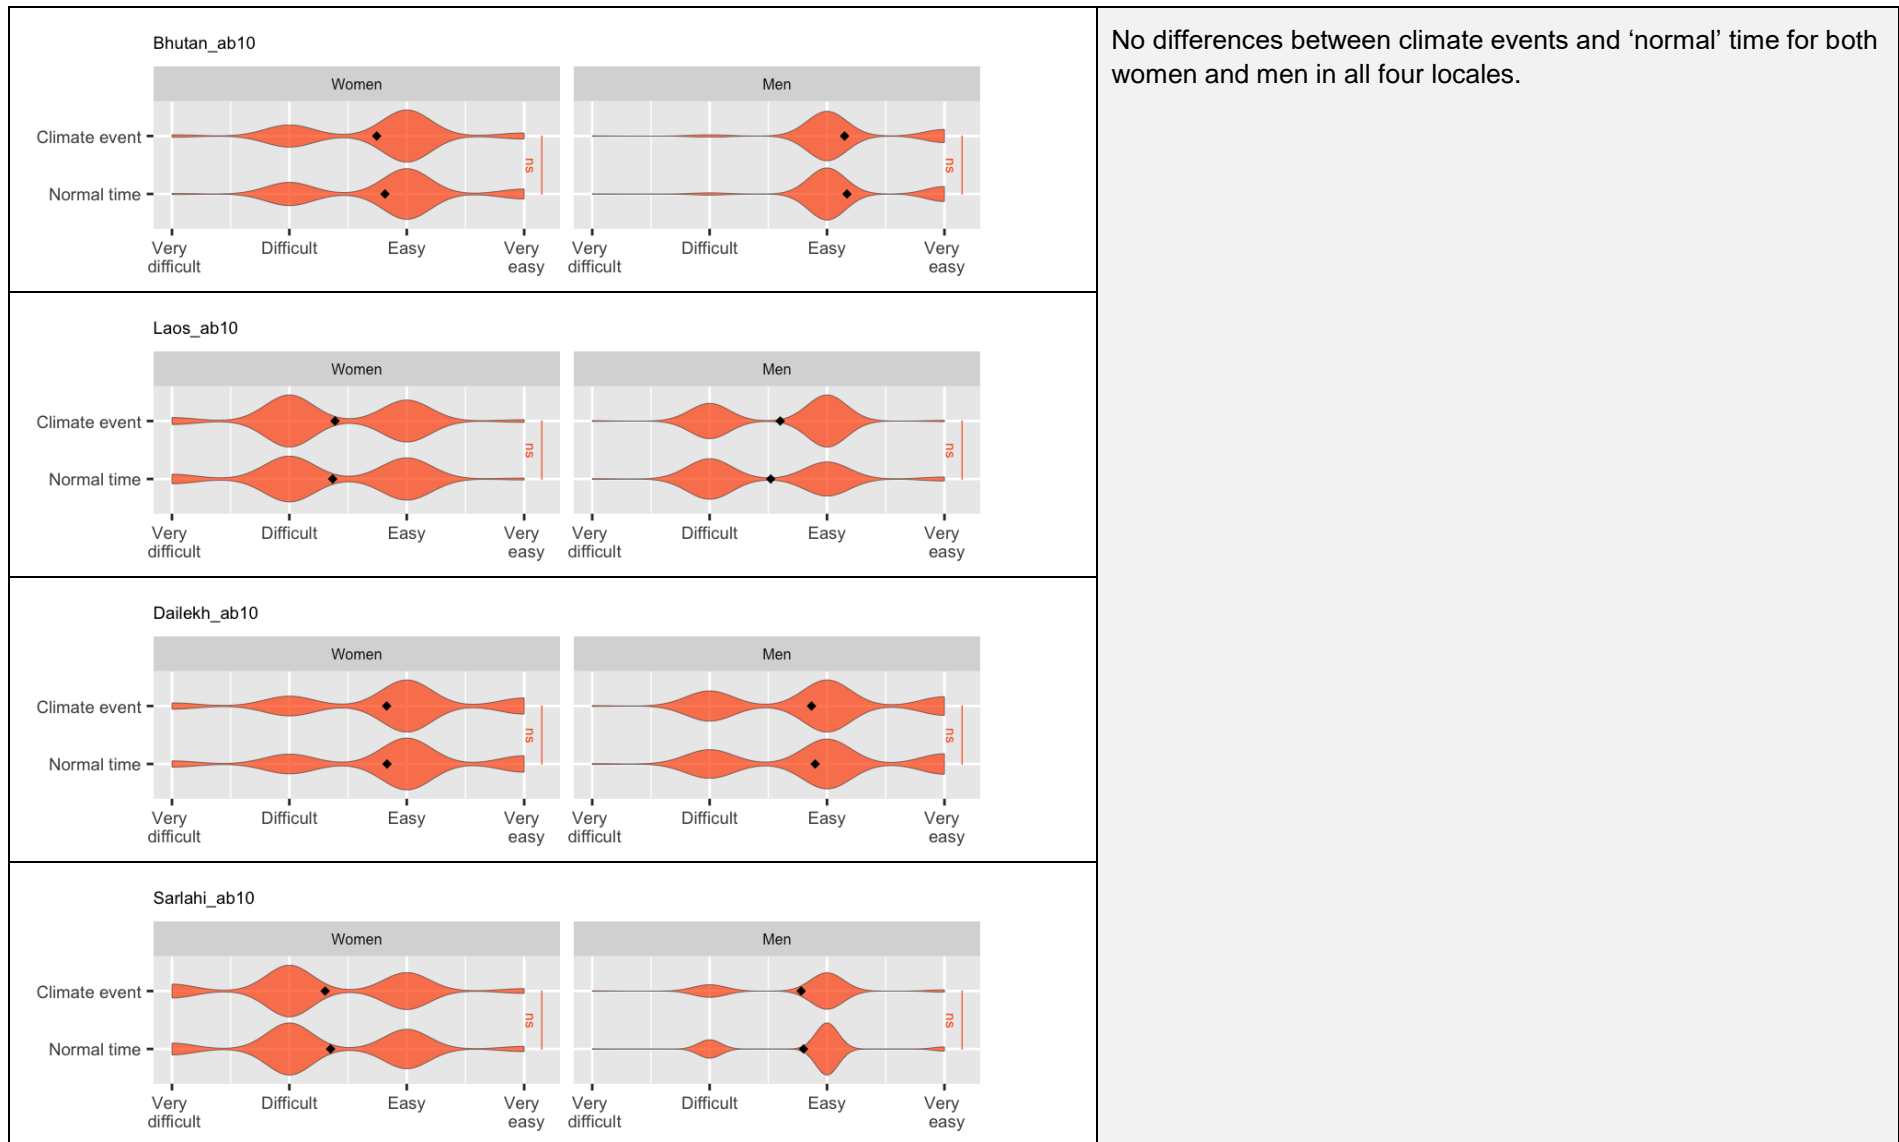 Bhutan_ab10
Women Men
Climate event
ns ns
Normal time
Very difficult Difficult Easy Very easy Very difficult Difficult Easy Very easy
Laos_ab10
Women Men
Climate event
ns ns
Normal time
Very difficult Difficult Easy Very easy Very difficult Difficult Easy Very easy
Dailekh_ab10
Women Men
Climate event
ns ns
Normal time
Very difficult Difficult Easy Very easy Very difficult Difficult Easy Very easy
Sarlahi_ab10
Women Men
Climate event
ns ns
Normal time
Very difficult Difficult Easy Very easy Very difficult Difficult Easy Very easy
No differences between climate events and ‘normal’ time for both
women and men in all four locales.